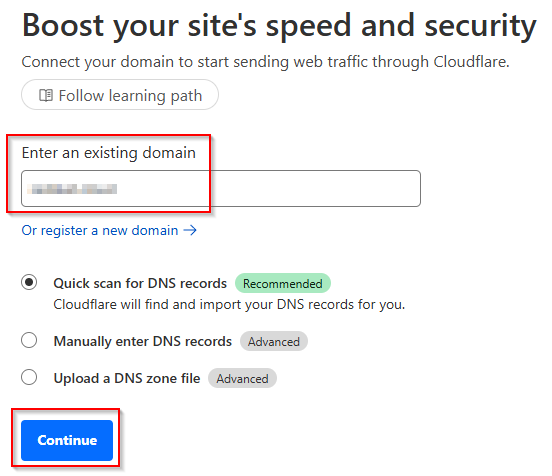 Boost your site's speed and security
Connect your domain to start sending web traffic through Cloudflare.
Follow learning path
Enter an existing domain
Or register a new domain →
Quick scan for DNS records Recommended
Cloudflare will find and import your DNS records for you.
Manually enter DNS records Advanced
Upload a DNS zone file Advanced
Continue